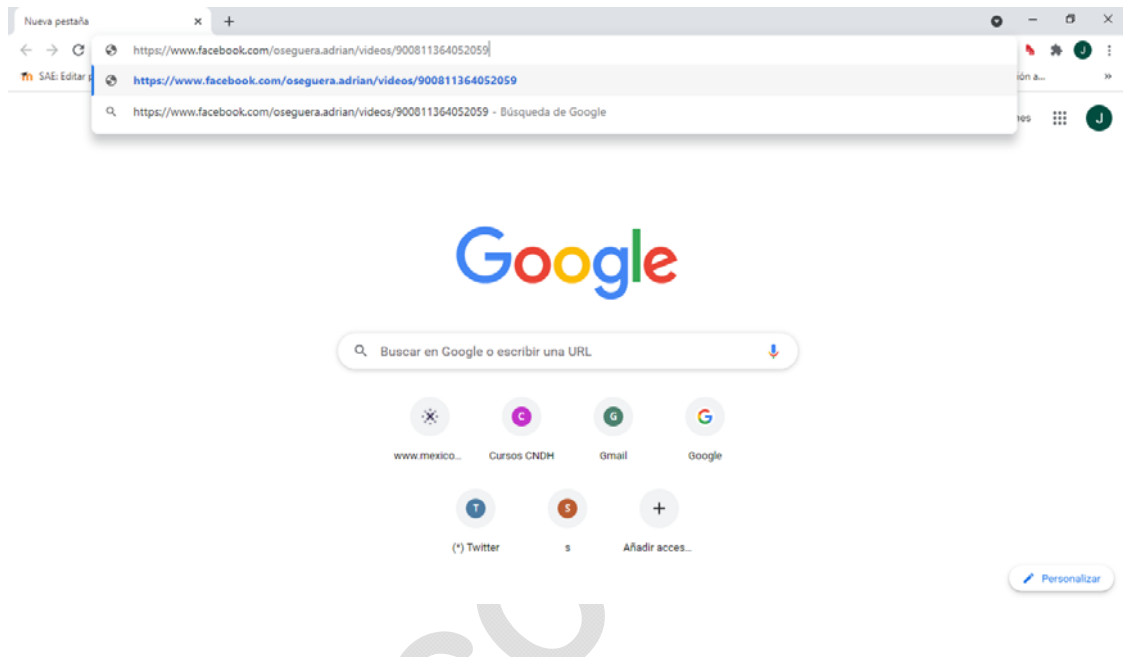 Nueva pestaña
https://www.facebook.com/oseguera.adrian/videos/900811364052059
J
SAE: Editar
ión a...
https://www.facebook.com/oseguera.adrian/videos/900811364052059
https://www.facebook.com/oseguera.adrian/videos/900811364052059 - Búsqueda de Google
nes
J
Google
Buscar en Google o escribir una URL
C
G
G
www.mexico...
Cursos CNDH
Gmail
Google
T
S
(*) Twitter
s
Añadir acces...
Personalizar